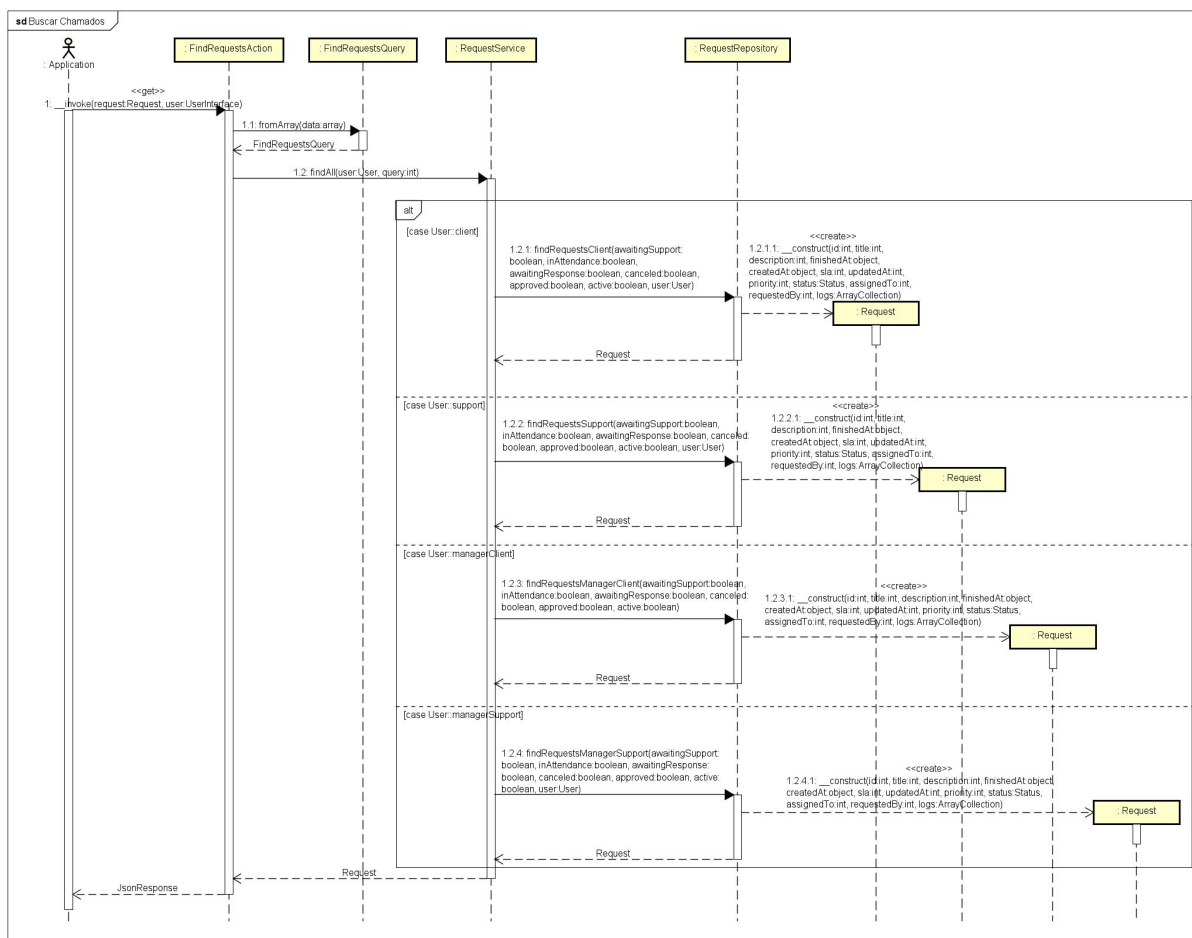 sd Buscar Chamados
: Application
: FindRequestsAction
: FindRequestsQuery
: RequestService
: RequestRepository
<<get>>
1: __invoke(request:Request, user:UserInterface)
1.1: fromArray(data:array)
FindRequestsQuery
1.2: findAll(user:User, query:int)
alt
[case User::client]
1.2.1: findRequestsClient(awaitingSupport:
boolean, inAttendance:boolean,
awaitingResponse:boolean, canceled:boolean,
approved:boolean, active:boolean, user:User)
<<create>>
1.2.1.1: __construct(id:int, title:int,
description:int, finishedAt:object,
createdAt:object, sla:int, updatedAt:int,
priority:int, status:Status, assignedTo:int,
requestedBy:int, logs:ArrayCollection)
: Request
Request
[case User::support]
1.2.2: findRequestsSupport(awaitingSupport:boolean,
inAttendance:boolean, awaitingResponse:boolean, canceled:
boolean, approved:boolean, active:boolean, user:User)
<<create>>
1.2.2.1: __construct(id:int, title:int,
description:int, finishedAt:object,
createdAt:object, sla:int, updatedAt:int,
priority:int, status:Status, assignedTo:int,
requestedBy:int, logs:ArrayCollection)
: Request
Request
[case User::managerClient]
1.2.3: findRequestsManagerClient(awaitingSupport:boolean,
inAttendance:boolean, awaitingResponse:boolean, canceled:
boolean, approved:boolean, active:boolean)
<<create>>
1.2.3.1: __construct(id:int, title:int, description:int, finishedAt:object,
createdAt:object, sla:int, updatedAt:int, priority:int, status:Status,
assignedTo:int, requestedBy:int, logs:ArrayCollection)
: Request
Request
[case User::managerSupport]
1.2.4: findRequestsManagerSupport(awaitingSupport:
boolean, inAttendance:boolean, awaitingResponse:
boolean, canceled:boolean, approved:boolean, active:
boolean, user:User)
<<create>>
1.2.4.1: __construct(id:int, title:int, description:int, finishedAt:object,
createdAt:object, sla:int, updatedAt:int, priority:int, status:Status,
assignedTo:int, requestedBy:int, logs:ArrayCollection)
: Request
Request
Request
JsonResponse